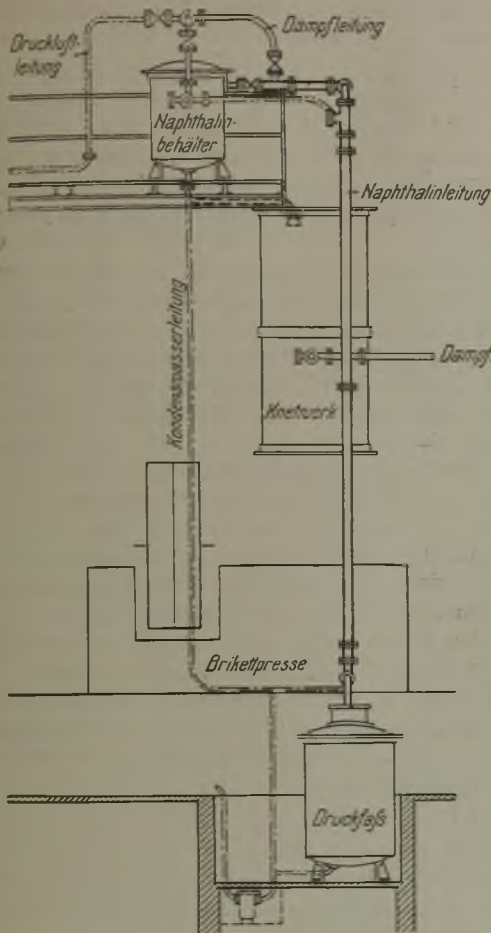 Druckluft-
leitung
Dampfleitung
Naphthalin-
behälter
Naphthalinleitung
Kondenswasserleitung
Dampf
Knetwerk
Brikettpresse
Druckfaß